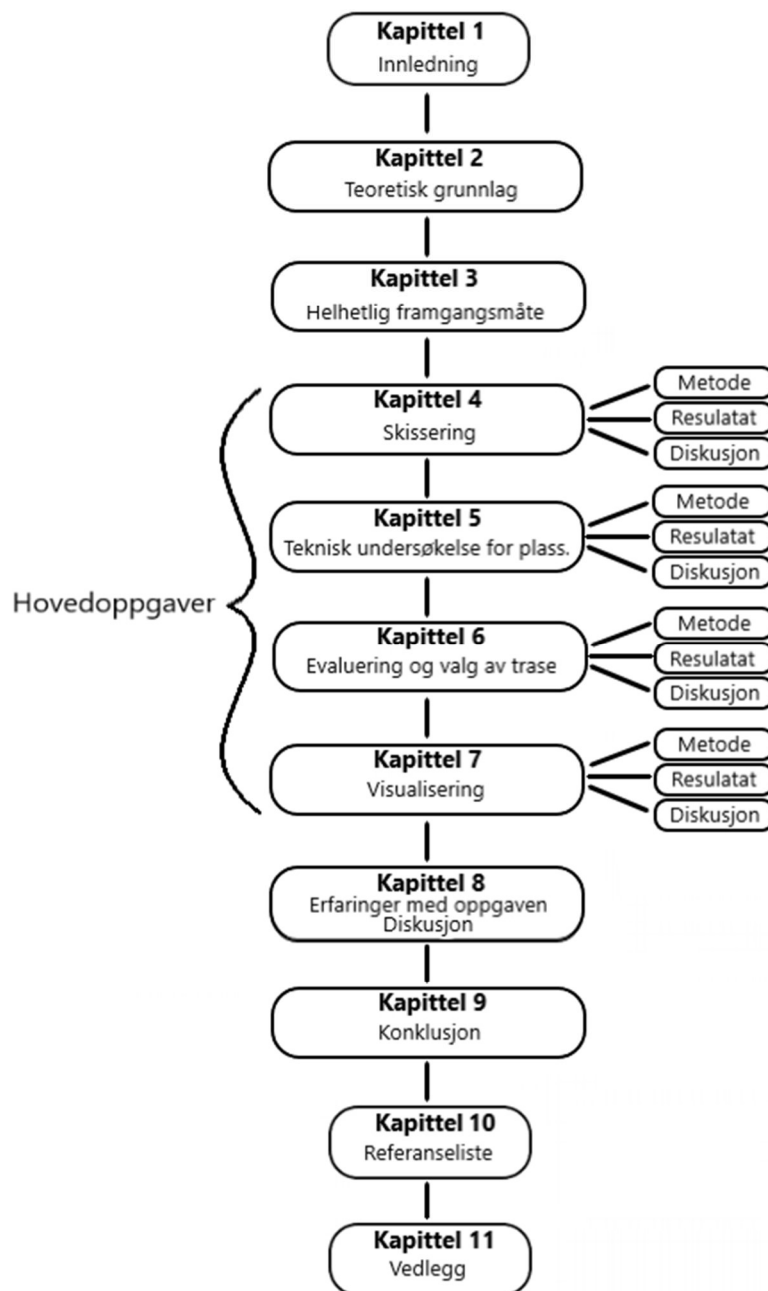 Kapittel 1
Innledning
Kapittel 2
Teoretisk grunnlag
Kapittel 3
Helhetlig framgangsmåte
Hovedoppgaver
Kapittel 4
Skissering
Metode
Resulatat
Diskusjon
Kapittel 5
Teknisk undersøkelse for plass.
Metode
Resulatat
Diskusjon
Kapittel 6
Evaluering og valg av trase
Metode
Resulatat
Diskusjon
Kapittel 7
Visualisering
Metode
Resulatat
Diskusjon
Kapittel 8
Erfaringer med oppgaven
Diskusjon
Kapittel 9
Konklusjon
Kapittel 10
Referanseliste
Kapittel 11
Vedlegg